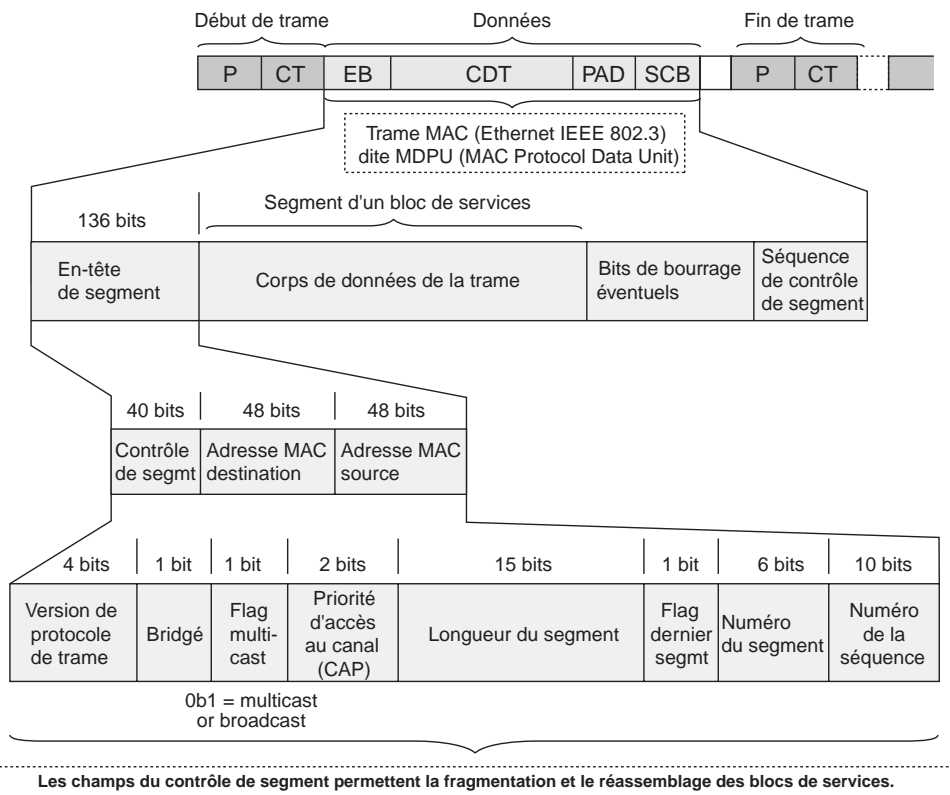 Début de trame Données Fin de trame
P CT EB CDT PAD SCB P CT
Trame MAC (Ethernet IEEE 802.3)
dite MDPU (MAC Protocol Data Unit)
136 bits
Segment d'un bloc de services
En-tête
de segment
Corps de données de la trame
Bits de bourrage
éventuels
Séquence
de contrôle
de segment
40 bits 48 bits 48 bits
Contrôle
de segmt
Adresse MAC
destination
Adresse MAC
source
4 bits 1 bit 1 bit 2 bits 15 bits 1 bit 6 bits 10 bits
Version de
protocole
de trame
Bridgé
Flag
multi-
cast
Priorité
d'accès
au canal
(CAP)
Longueur du segment
Flag
dernier
segmt
Numéro
du segment
Numéro
de la
séquence
0b1 = multicast
or broadcast
Les champs du contrôle de segment permettent la fragmentation et le réassemblage des blocs de services.